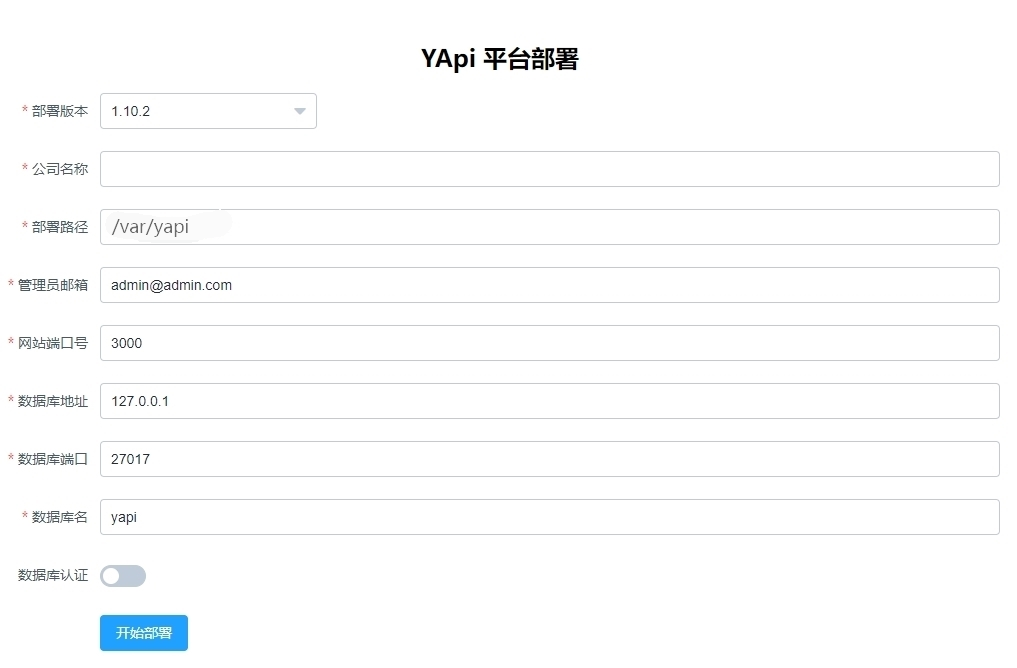 YApi 平台部署
* 部署版本 1.10.2
* 公司名称
* 部署路径 /var/yapi
* 管理员邮箱 admin@admin.com
* 网站端口号 3000
* 数据库地址 127.0.0.1
* 数据库端口 27017
* 数据库名 yapi
数据库认证
开始部署